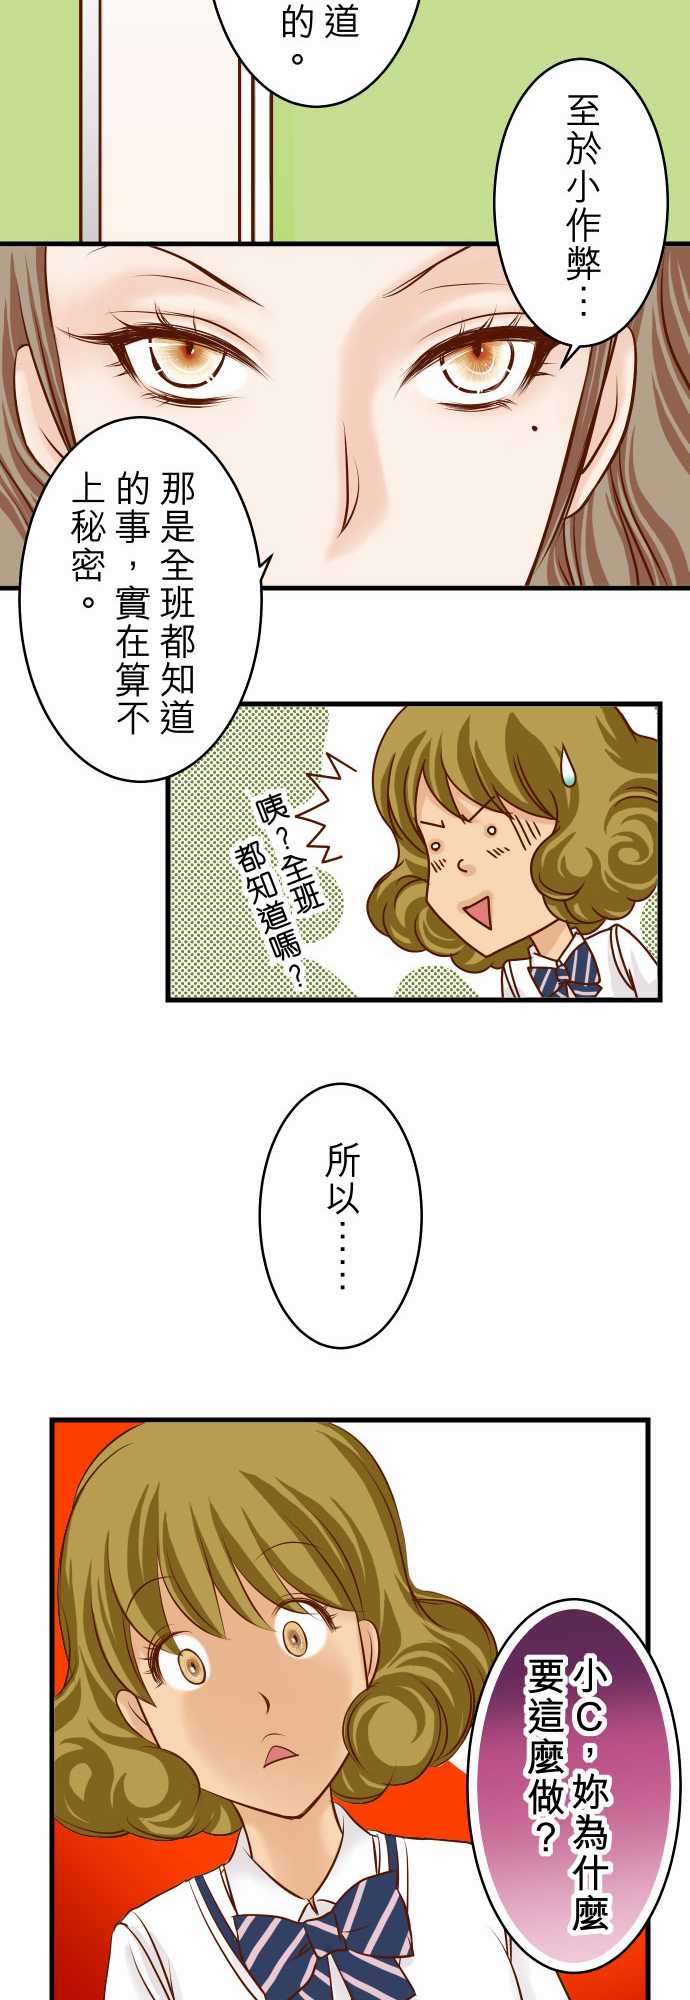 道
的。
至於小作弊…
那是全班都知道
的事，實在算不
上秘密。
咦？全班
都知道嗎？
所以……
小C，妳為什麼
要這麼做？